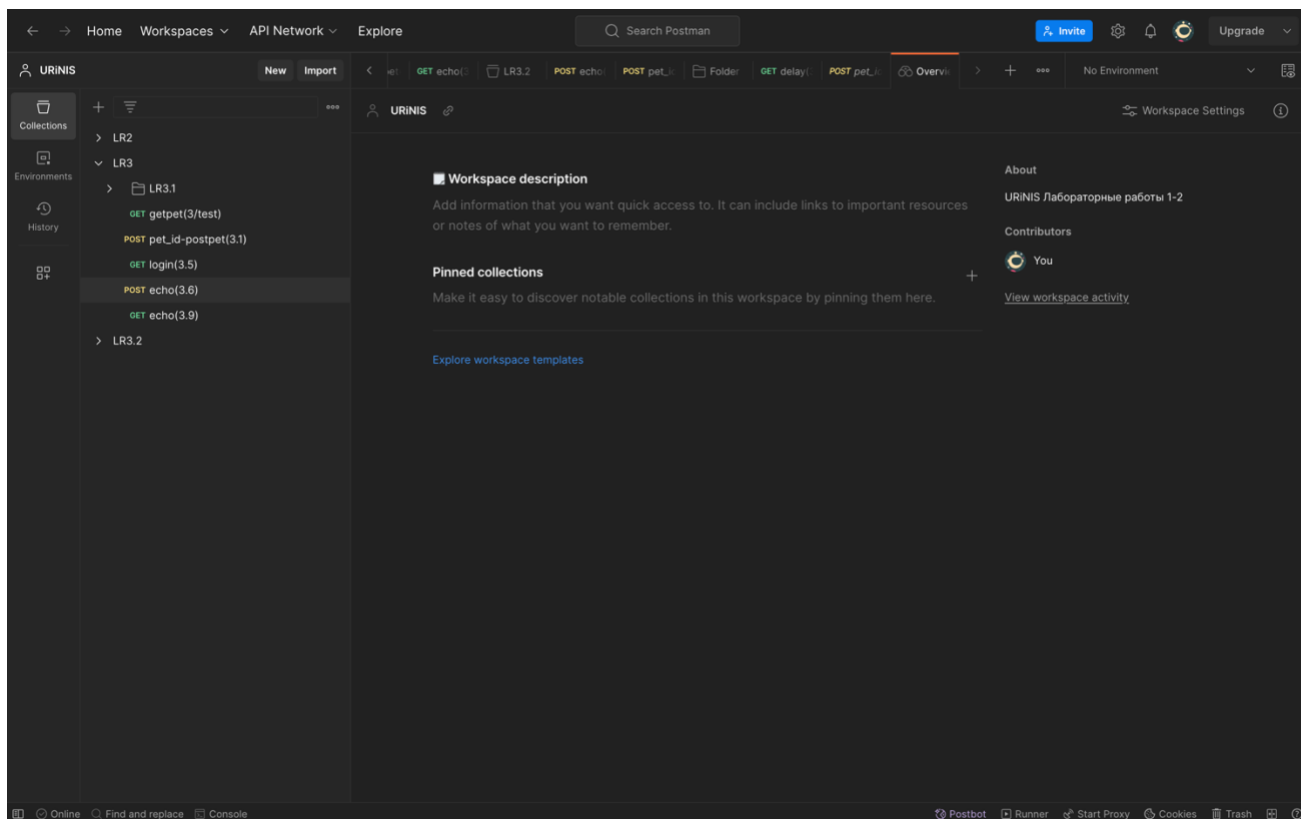 Home Workspaces API Network Explore Search Postman Invite Upgrade
URiNIS New Import GET echo( LR3.2 POST echo POST pet_i Folder GET delay( POST pet_i Overvi No Environment
Collections
URiNIS Workspace Settings
LR2
Environments
LR3
LR3.1
History
GET getpet(3/test)
POST pet_id-postpet(3.1)
GET login(3.5)
POST echo(3.6)
GET echo(3.9)
LR3.2
Workspace description
Add information that you want quick access to. It can include links to important resources
or notes of what you want to remember.
Pinned collections
Make it easy to discover notable collections in this workspace by pinning them here.
Explore workspace templates
About
URiNIS Лабораторные работы 1-2
Contributors
You
View workspace activity
Online Find and replace Console Postbot Runner Start Proxy Cookies Trash